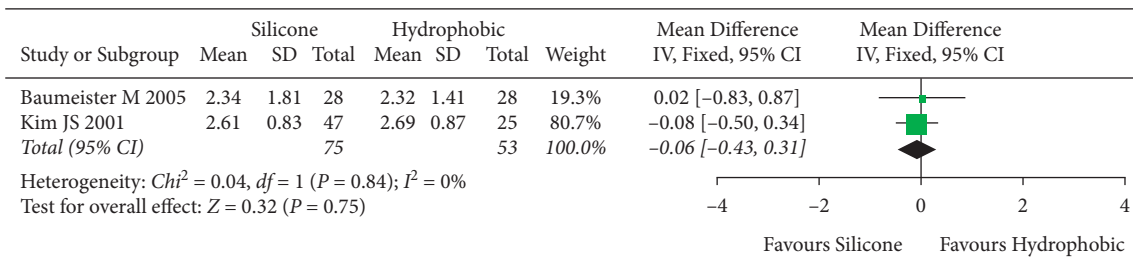 Silicone Hydrophobic Mean Difference Mean Difference
Study or Subgroup Mean SD Total Mean SD Total Weight IV, Fixed, 95% CI IV, Fixed, 95% CI
Baumeister M 2005 2.34 1.81 28 2.32 1.41 28 19.3% 0.02 [–0.83, 0.87]
Kim JS 2001 2.61 0.83 47 2.69 0.87 25 80.7% –0.08 [–0.50, 0.34]
Total (95% CI) 75 53 100.0% –0.06 [–0.43, 0.31]
Heterogeneity: Chi² = 0.04, df = 1 (P = 0.84); I² = 0%
Test for overall effect: Z = 0.32 (P = 0.75)
–4 –2 0 2 4
Favours Silicone Favours Hydrophobic